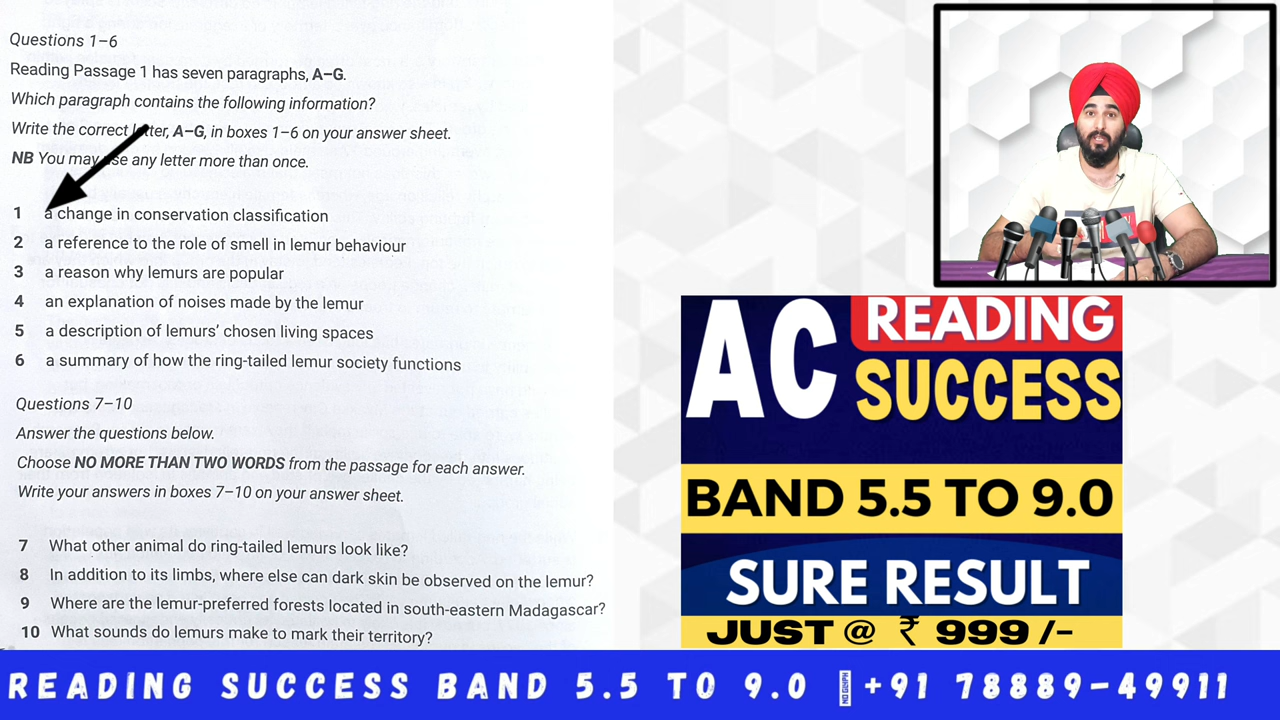 Questions 1–6
Reading Passage 1 has seven paragraphs, A–G.
Which paragraph contains the following information?
Write the correct letter, A–G, in boxes 1–6 on your answer sheet.
NB You may use any letter more than once.
1 a change in conservation classification
2 a reference to the role of smell in lemur behaviour
3 a reason why lemurs are popular
4 an explanation of noises made by the lemur
5 a description of lemurs' chosen living spaces
6 a summary of how the ring-tailed lemur society functions
Questions 7–10
Answer the questions below.
Choose NO MORE THAN TWO WORDS from the passage for each answer.
Write your answers in boxes 7–10 on your answer sheet.
7 What other animal do ring-tailed lemurs look like?
8 In addition to its limbs, where else can dark skin be observed on the lemur?
9 Where are the lemur-preferred forests located in south-eastern Madagascar?
10 What sounds do lemurs make to mark their territory?
AC READING
SUCCESS
BAND 5.5 TO 9.0
SURE RESULT
JUST @ ₹ 999 /-
READING SUCCESS BAND 5.5 TO 9.0 +91 78889-49911